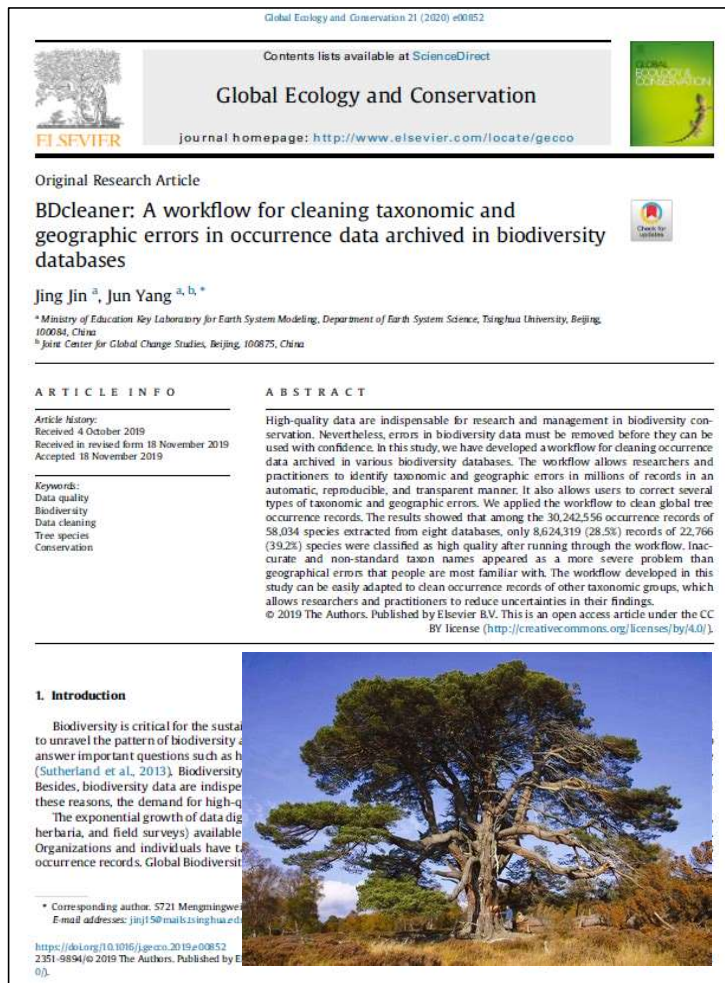 Global Ecology and Conservation 21 (2020) e00852
Contents lists available at ScienceDirect
Global Ecology and Conservation
journal homepage: http://www.elsevier.com/locate/gecco
ELSEVIER
GLOBAL
ECOLOGY &
CONSERVATION
Original Research Article
BDcleaner: A workflow for cleaning taxonomic and
geographic errors in occurrence data archived in biodiversity
databases
Check for
updates
Jing Jin a, Jun Yang a, b, *
a Ministry of Education Key Laboratory for Earth System Modeling, Department of Earth System Science, Tsinghua University, Beijing,
100084, China
b Joint Center for Global Change Studies, Beijing, 100875, China
ARTICLE INFO
Article history:
Received 4 October 2019
Received in revised form 18 November 2019
Accepted 18 November 2019
Keywords:
Data quality
Biodiversity
Data cleaning
Tree species
Conservation
ABSTRACT
High-quality data are indispensable for research and management in biodiversity con-
servation. Nevertheless, errors in biodiversity data must be removed before they can be
used with confidence. In this study, we have developed a workflow for cleaning occurrence
data archived in various biodiversity databases. The workflow allows researchers and
practitioners to identify taxonomic and geographic errors in millions of records in an
automatic, reproducible, and transparent manner. It also allows users to correct several
types of taxonomic and geographic errors. We applied the workflow to clean global tree
occurrence records. The results showed that among the 30,242,556 occurrence records of
58,034 species extracted from eight databases, only 8,624,319 (28.5%) records of 22,766
(39.2%) species were classified as high quality after running through the workflow. Inac-
curate and non-standard taxon names appeared as a more severe problem than
geographical errors that people are most familiar with. The workflow developed in this
study can be easily adapted to clean occurrence records of other taxonomic groups, which
allows researchers and practitioners to reduce uncertainties in their findings.
© 2019 The Authors. Published by Elsevier B.V. This is an open access article under the CC
BY license (http://creativecommons.org/licenses/by/4.0/).
1. Introduction
Biodiversity is critical for the sustai
to unravel the pattern of biodiversity a
answer important questions such as h
(Sutherland et al., 2013). Biodiversity
Besides, biodiversity data are indispe
these reasons, the demand for high-q
The exponential growth of data dig
herbaria, and field surveys) available
Organizations and individuals have ta
occurrence records. Global Biodiversit
* Corresponding author. S721 Mengmingwei
E-mail addresses: jinj15@mails.tsinghua.ed
https://doi.org/10.1016/j.gecco.2019.e00852
2351-9894/© 2019 The Authors. Published by E
0/).